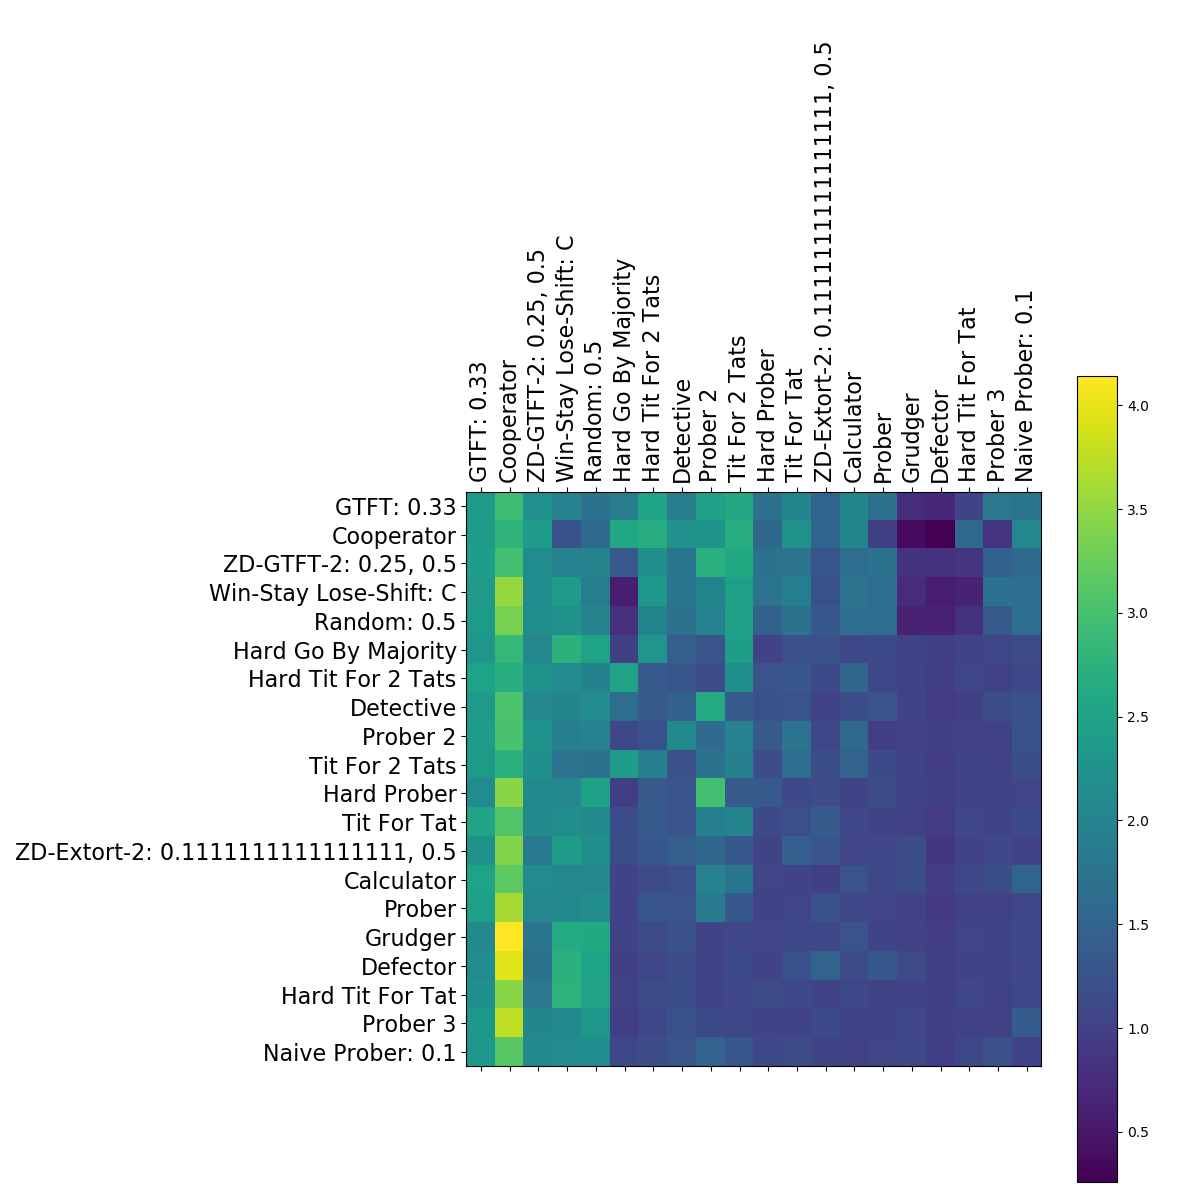 GTFT: 0.33
Cooperator
ZD-GTFT-2: 0.25, 0.5
Win-Stay Lose-Shift: C
Random: 0.5
Hard Go By Majority
Hard Tit For 2 Tats
Detective
Prober 2
Tit For 2 Tats
Hard Prober
Tit For Tat
ZD-Extort-2: 0.1111111111111111, 0.5
Calculator
Prober
Grudger
Defector
Hard Tit For Tat
Prober 3
Naive Prober: 0.1
GTFT: 0.33
Cooperator
ZD-GTFT-2: 0.25, 0.5
Win-Stay Lose-Shift: C
Random: 0.5
Hard Go By Majority
Hard Tit For 2 Tats
Detective
Prober 2
Tit For 2 Tats
Hard Prober
Tit For Tat
ZD-Extort-2: 0.1111111111111111, 0.5
Calculator
Prober
Grudger
Defector
Hard Tit For Tat
Prober 3
Naive Prober: 0.1
4.0
3.5
3.0
2.5
2.0
1.5
1.0
0.5